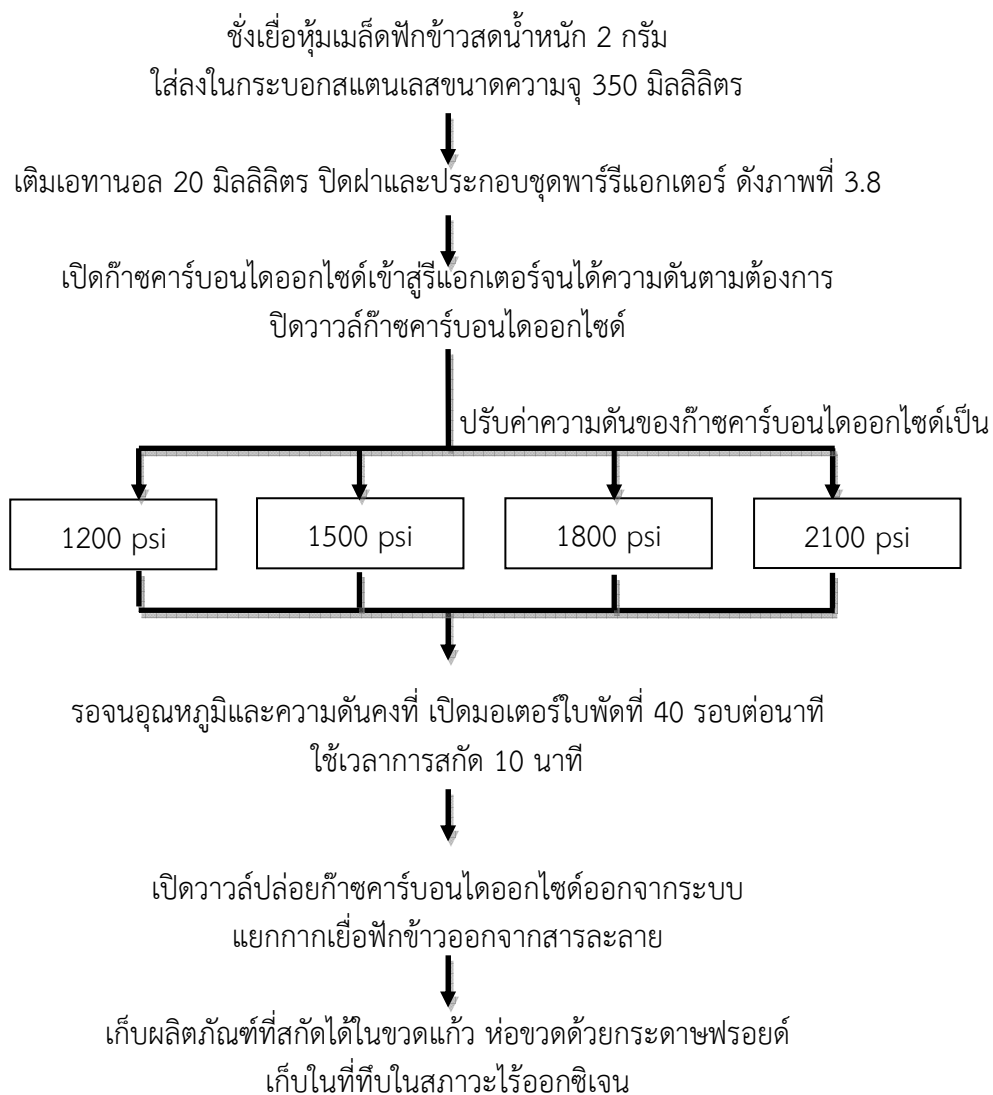 ชั่งเยื่อหุ้มเมล็ดฟักข้าวสดน้ำหนัก 2 กรัม
ใส่ลงในกระบอกสแตนเลสขนาดความจุ 350 มิลลิลิตร
เติมเอทานอล 20 มิลลิลิตร ปิดฝาและประกอบชุดพาร์รีแอกเตอร์ ดังภาพที่ 3.8
เปิดก๊าซคาร์บอนไดออกไซด์เข้าสู่รีแอกเตอร์จนได้ความดันตามต้องการ
ปิดวาวล์ก๊าซคาร์บอนไดออกไซด์
ปรับค่าความดันของก๊าซคาร์บอนไดออกไซด์เป็น
1200 psi
1500 psi
1800 psi
2100 psi
รอจนอุณหภูมิและความดันคงที่ เปิดมอเตอร์ใบพัดที่ 40 รอบต่อนาที
ใช้เวลาการสกัด 10 นาที
เปิดวาวล์ปล่อยก๊าซคาร์บอนไดออกไซด์ออกจากระบบ
แยกกากเยื่อฟักข้าวออกจากสารละลาย
เก็บผลิตภัณฑ์ที่สกัดได้ในขวดแก้ว ห่อขวดด้วยกระดาษฟรอยด์
เก็บในที่ทึบในสภาวะไร้ออกซิเจน